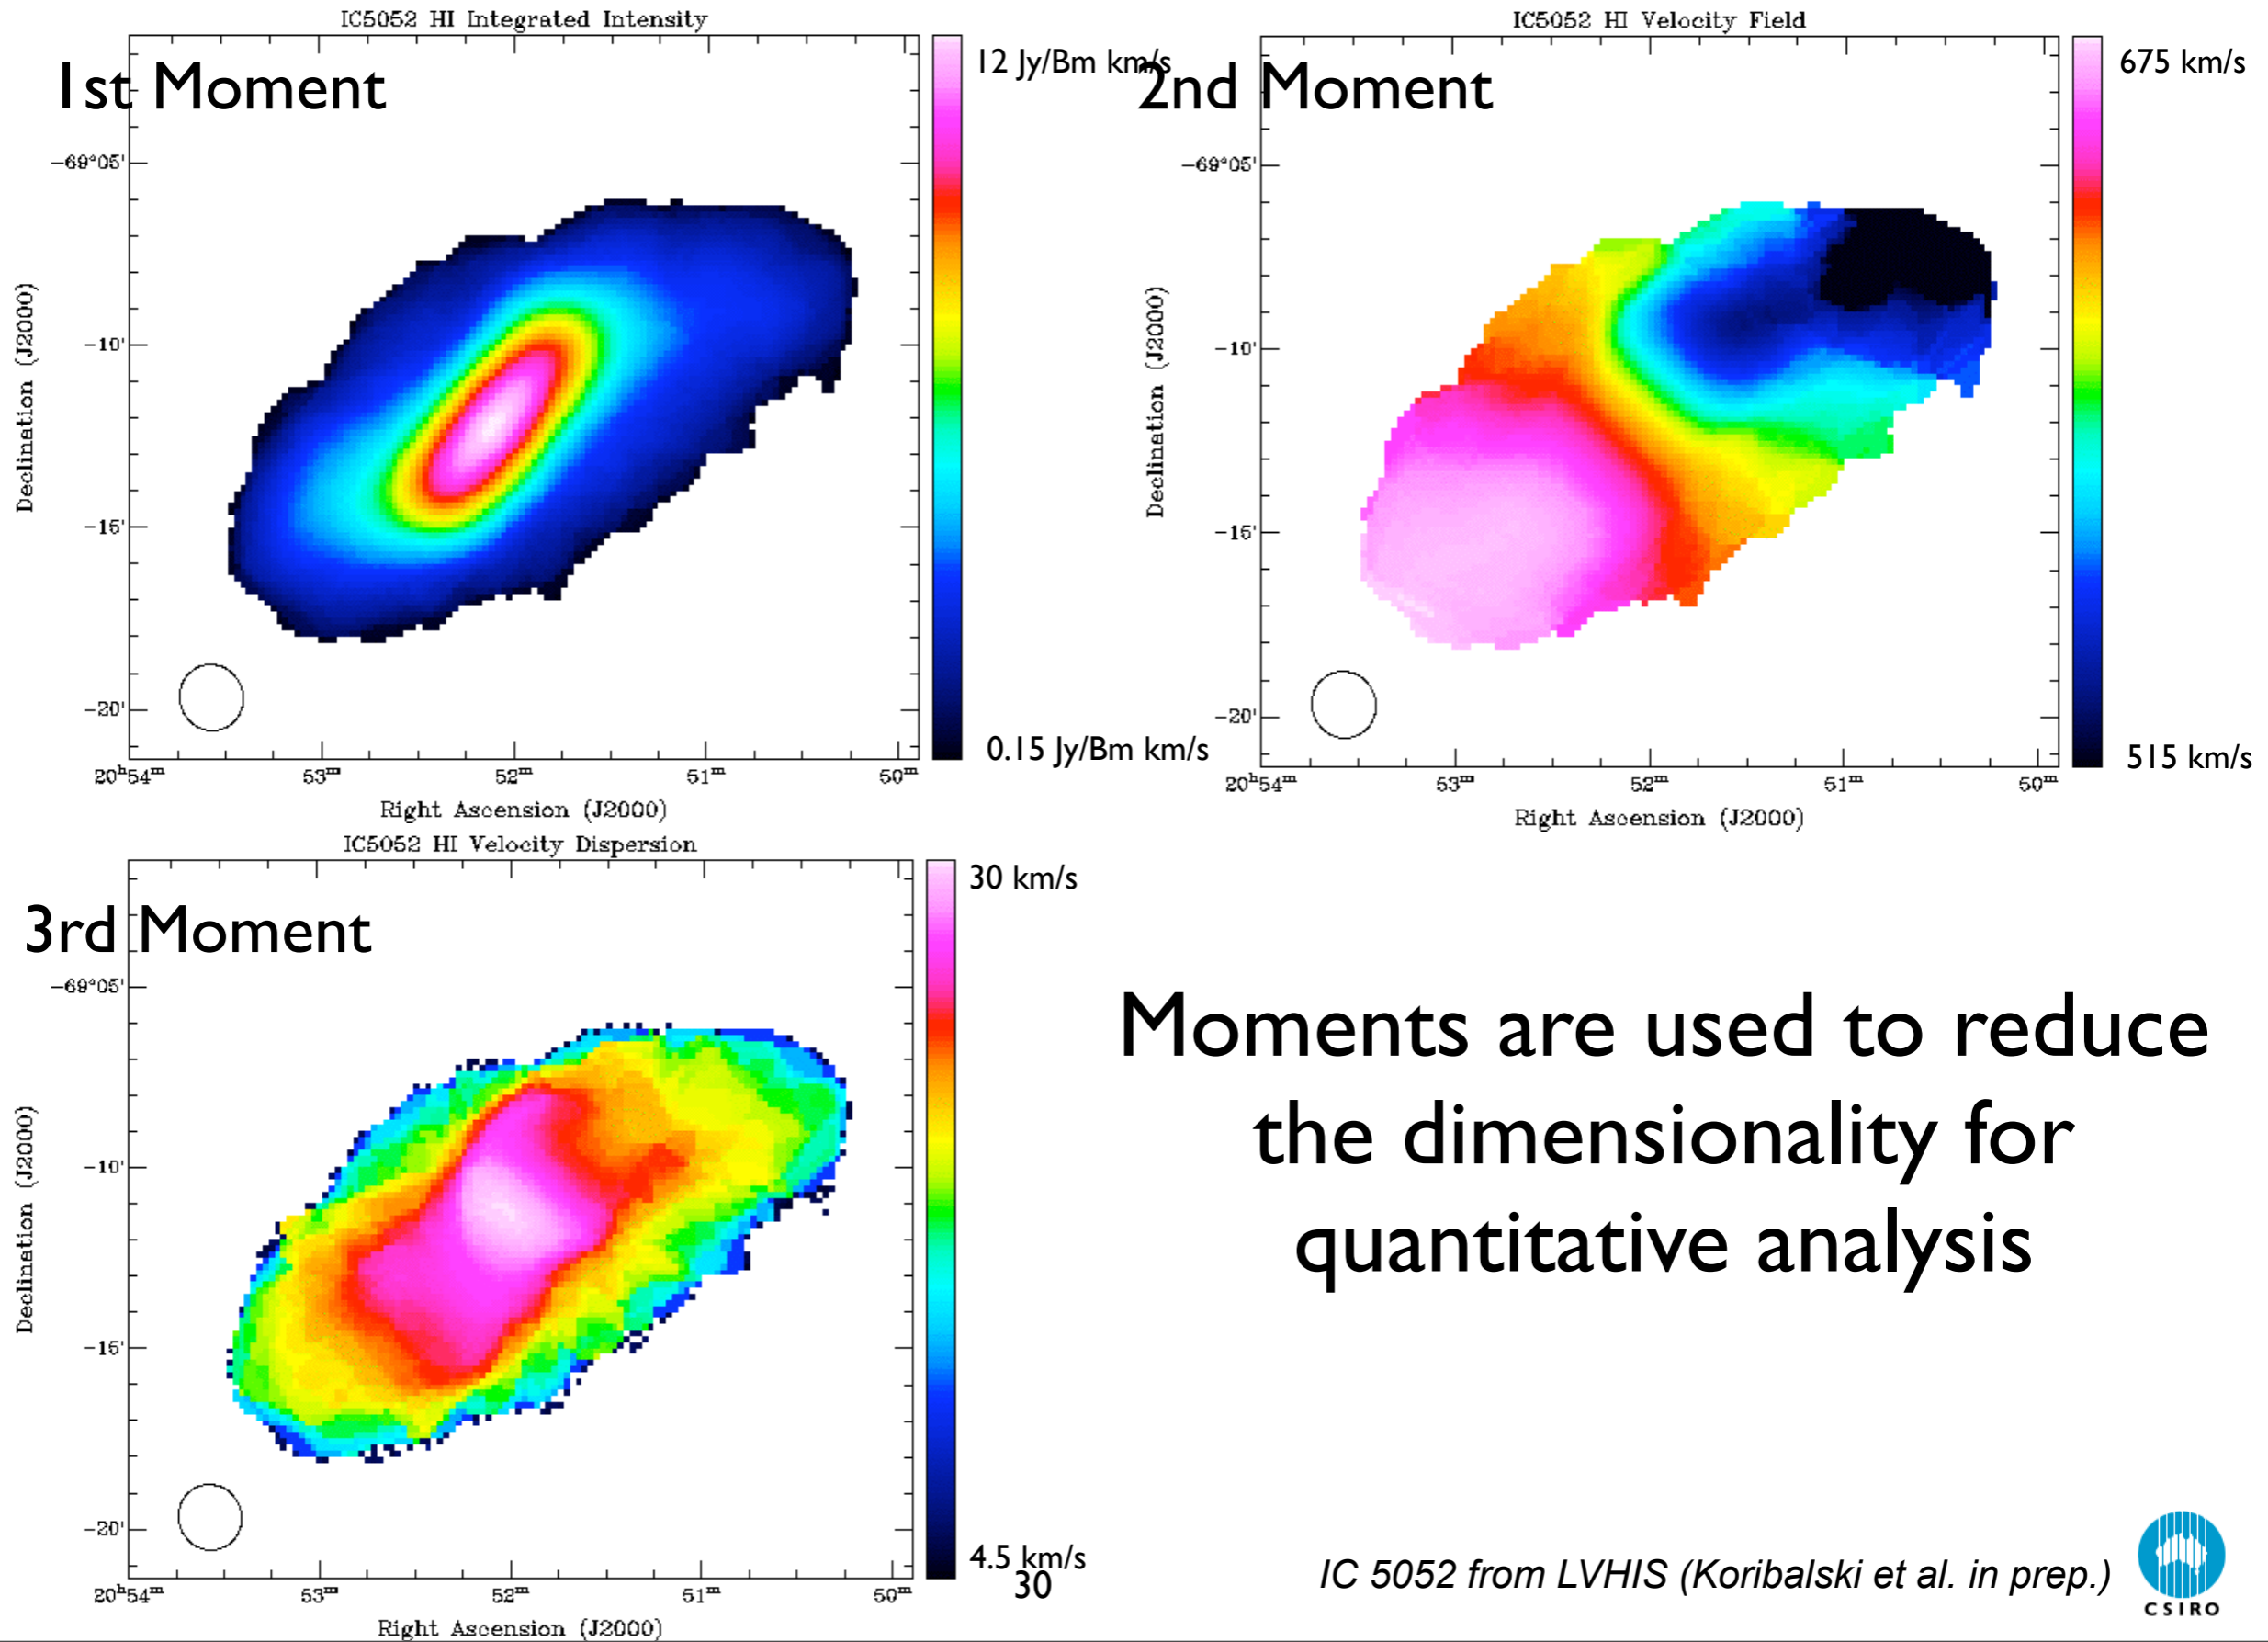 IC5052 HI Integrated Intensity
1st Moment
12 Jy/Bm km/s
-69°05'
-10'
-15'
-20'
Declination (J2000)
0.15 Jy/Bm km/s
20h54m 53m 52m 51m 50m
Right Ascension (J2000)
IC5052 HI Velocity Field
2nd Moment
675 km/s
-69°05'
-10'
-15'
-20'
Declination (J2000)
515 km/s
20h54m 53m 52m 51m 50m
Right Ascension (J2000)
IC5052 HI Velocity Dispersion
3rd Moment
30 km/s
-69°05'
-10'
-15'
-20'
Declination (J2000)
4.5 km/s
30
20h54m 53m 52m 51m 50m
Right Ascension (J2000)
Moments are used to reduce
the dimensionality for
quantitative analysis
IC 5052 from LVHIS (Koribalski et al. in prep.)
CSIRO